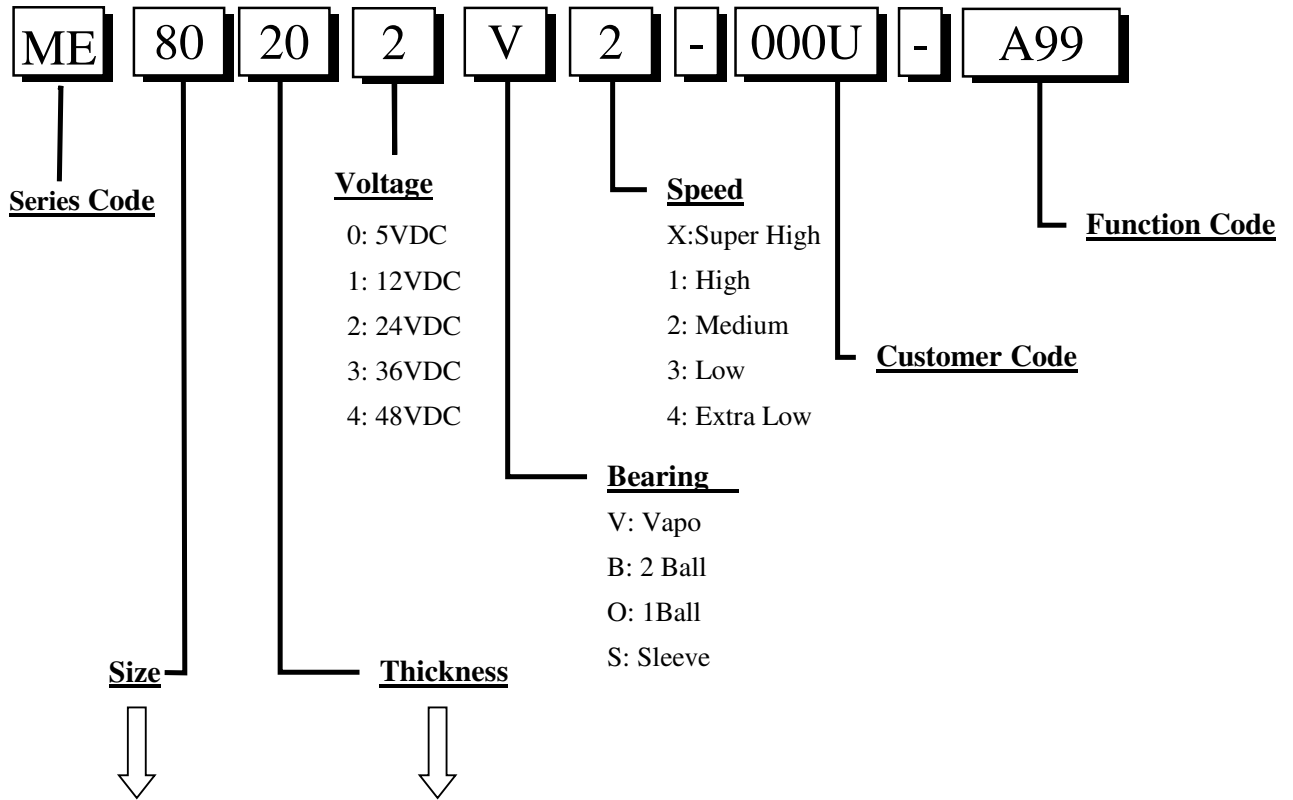 ME 80 20 2 V 2 - 000U - A99
Series Code
Voltage
0: 5VDC
1: 12VDC
2: 24VDC
3: 36VDC
4: 48VDC
Speed
X:Super High
1: High
2: Medium
3: Low
4: Extra Low
Function Code
Customer Code
Bearing
V: Vapo
B: 2 Ball
O: 1Ball
S: Sleeve
Size
Thickness